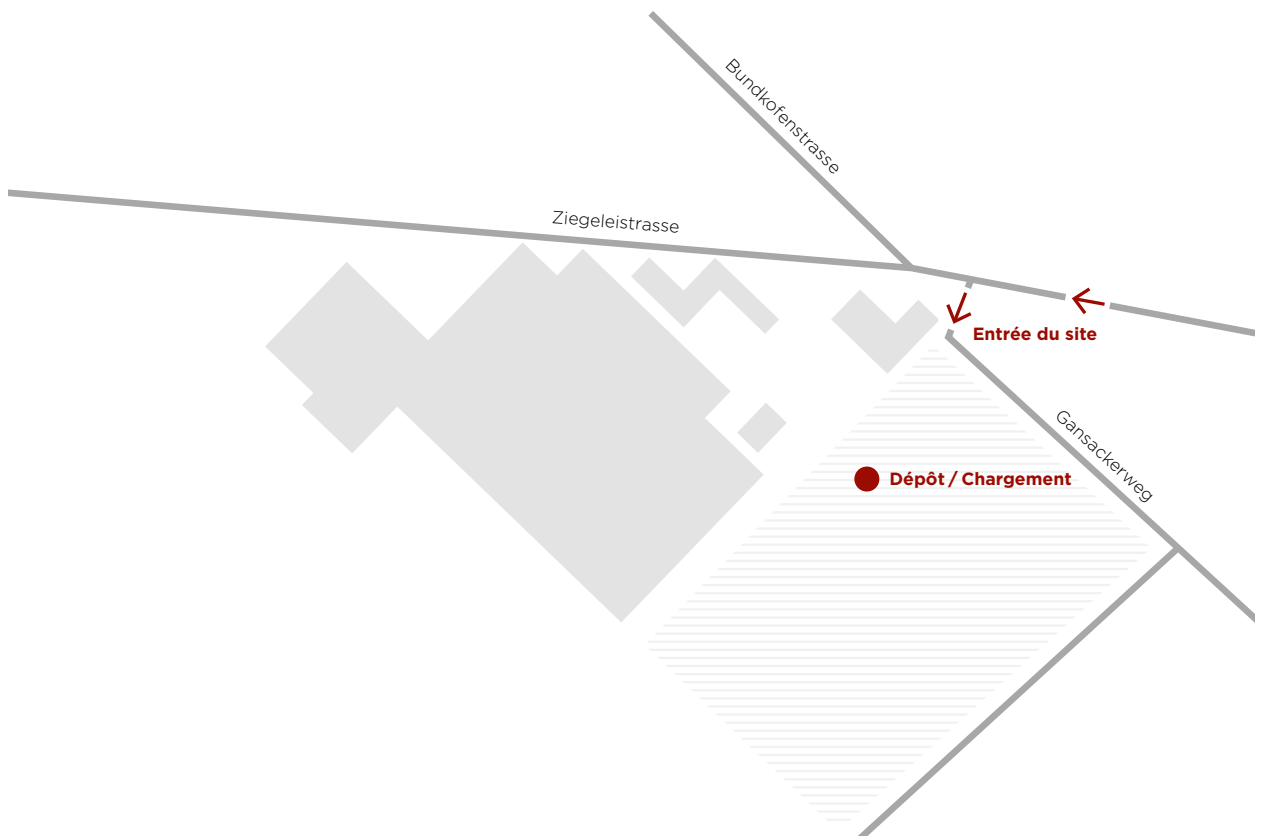 Bundkofenstrasse
Ziegeleistrasse
Entrée du site
Gansackerweg
Dépôt / Chargement